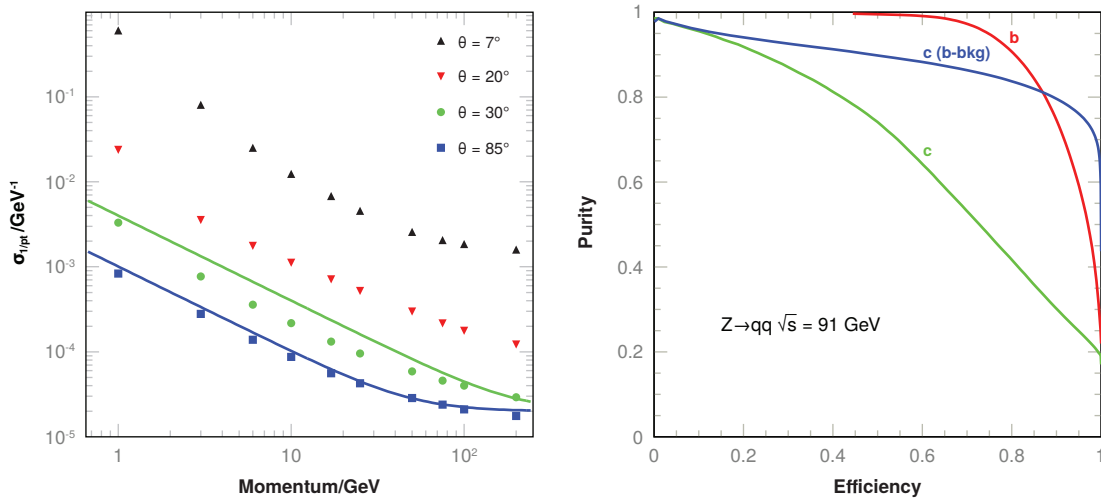 θ = 7°
θ = 20°
θ = 30°
θ = 85°
10⁻¹
10⁻²
10⁻³
10⁻⁴
10⁻⁵
σ1/pt /GeV⁻¹
1
10
10²
Momentum/GeV
1
0.8
0.6
0.4
0.2
0
Purity
b
c (b-bkg)
c
Z→qq √s = 91 GeV
0
0.2
0.4
0.6
0.8
1
Efficiency